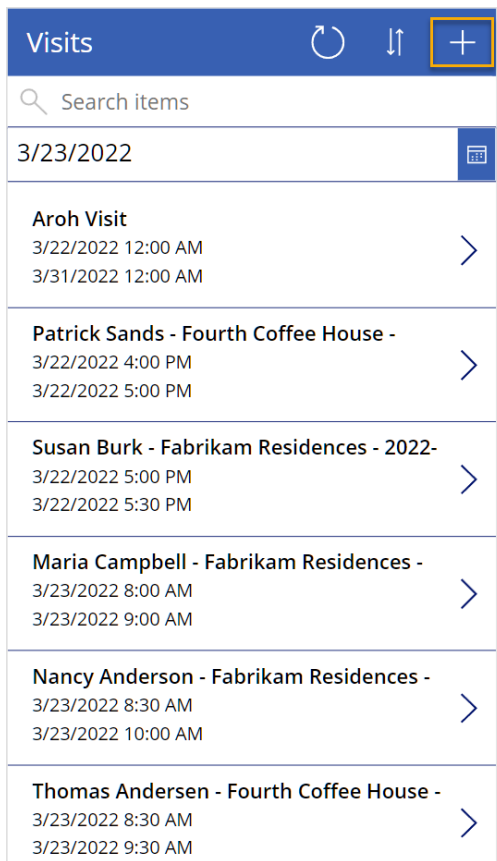 Visits
Search items
3/23/2022
Aroh Visit
3/22/2022 12:00 AM
3/31/2022 12:00 AM
Patrick Sands - Fourth Coffee House -
3/22/2022 4:00 PM
3/22/2022 5:00 PM
Susan Burk - Fabrikam Residences - 2022-
3/22/2022 5:00 PM
3/22/2022 5:30 PM
Maria Campbell - Fabrikam Residences -
3/23/2022 8:00 AM
3/23/2022 9:00 AM
Nancy Anderson - Fabrikam Residences -
3/23/2022 8:30 AM
3/23/2022 10:00 AM
Thomas Andersen - Fourth Coffee House -
3/23/2022 8:30 AM
3/23/2022 9:30 AM